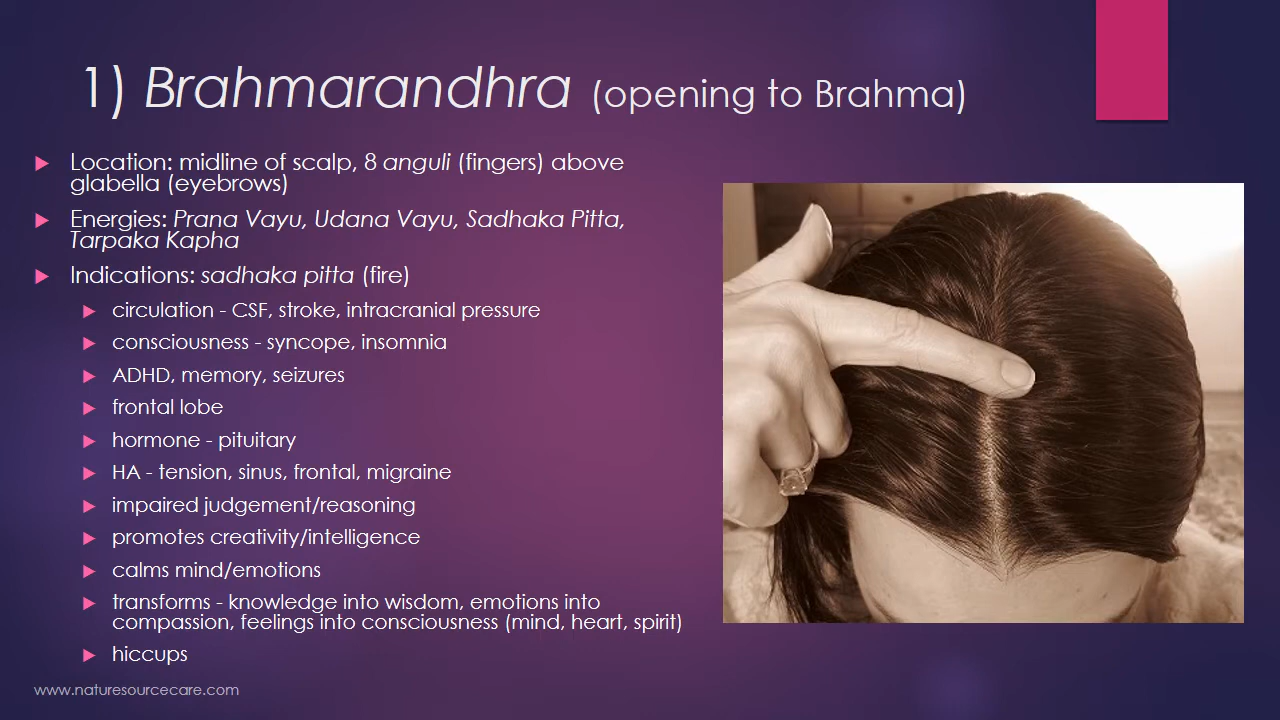 1) Brahmarandhra (opening to Brahma)
Location: midline of scalp, 8 anguli (fingers) above
glabella (eyebrows)
Energies: Prana Vayu, Udana Vayu, Sadhaka Pitta,
Tarpaka Kapha
Indications: sadhaka pitta (fire)
circulation - CSF, stroke, intracranial pressure
consciousness - syncope, insomnia
ADHD, memory, seizures
frontal lobe
hormone - pituitary
HA - tension, sinus, frontal, migraine
impaired judgement/reasoning
promotes creativity/intelligence
calms mind/emotions
transforms - knowledge into wisdom, emotions into
compassion, feelings into consciousness (mind, heart, spirit)
hiccups
www.naturesourcecare.com